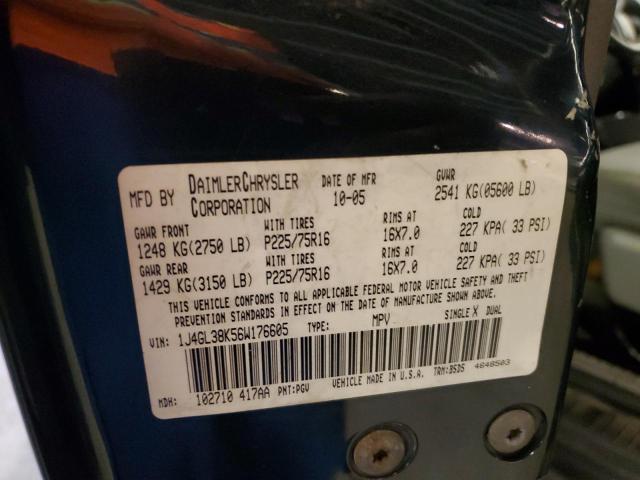 MFD BY DAIMLERCHRYSLER CORPORATION DATE OF MFR 10-05 GVWR 2541 KG(05600 LB)
GAWR FRONT WITH TIRES RIMS AT COLD
1248 KG(2750 LB) P225/75R16 16X7.0 227 KPA( 33 PSI)
GAWR REAR WITH TIRES RIMS AT COLD
1429 KG(3150 LB) P225/75R16 16X7.0 227 KPA( 33 PSI)
THIS VEHICLE CONFORMS TO ALL APPLICABLE FEDERAL MOTOR VEHICLE SAFETY AND THEFT
PREVENTION STANDARDS IN EFFECT ON THE DATE OF MANUFACTURE SHOWN ABOVE.
VIN: 1J4GL38K56W176605 TYPE: MPV SINGLE X DUAL
MDH: 102710 417AA PNT:PGV VEHICLE MADE IN U.S.A. TRM:BSDS 4648503